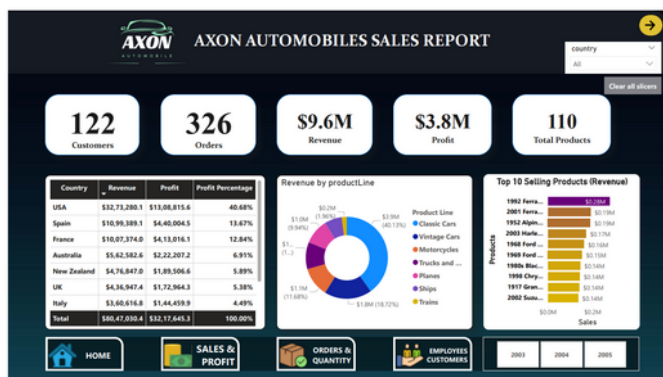 AXON
AUTOMOBILE
AXON AUTOMOBILES SALES REPORT
country
All
Clear all slicers
122
Customers
326
Orders
$9.6M
Revenue
$3.8M
Profit
110
Total Products
Country Revenue Profit Profit Percentage
USA $32,73,280.1 $13,08,815.6 40.68%
Spain $10,99,389.1 $4,40,004.5 13.67%
France $10,07,374.0 $4,13,016.1 12.84%
Australia $5,62,582.6 $2,22,207.2 6.91%
New Zealand $4,76,847.0 $1,89,506.6 5.89%
UK $4,36,947.4 $1,72,964.3 5.38%
Italy $3,60,616.8 $1,44,459.9 4.49%
Total $80,47,030.4 $32,17,645.3 100.00%
Revenue by productLine
$0.2M
(1.96%)
$1.0M
(9.94%)
$1...
(1...)
$1.1M
(11.68%)
$1.8M (18.72%)
$3.9M
(40.13%)
Product Line
Classic Cars
Vintage Cars
Motorcycles
Trucks and ...
Planes
Ships
Trains
Top 10 Selling Products (Revenue)
Products
1992 Ferra... $0.28M
2001 Ferra... $0.19M
1952 Alpin... $0.19M
2003 Harle... $0.17M
1968 Ford ... $0.16M
1969 Ford ... $0.15M
1980s Blac... $0.14M
1998 Chry... $0.14M
1917 Gran... $0.14M
2002 Suzu... $0.14M
$0.0M $0.2M
Sales
HOME
SALES &
PROFIT
ORDERS &
QUANTITY
EMPLOYEES
CUSTOMERS
2003 2004 2005